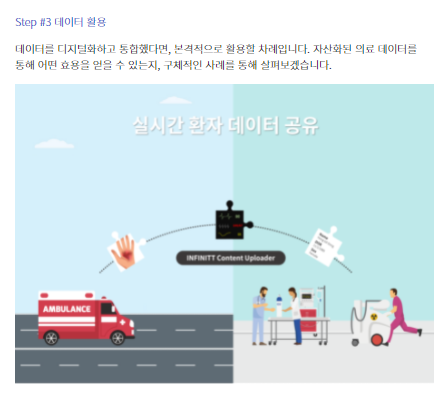 Step #3 데이터 활용
데이터를 디지털화하고 통합했다면, 본격적으로 활용할 차례입니다. 자산화된 의료 데이터를
통해 어떤 효용을 얻을 수 있는지, 구체적인 사례를 통해 살펴보겠습니다.
실시간 환자 데이터 공유
INFINITT Content Uploader
AMBULANCE